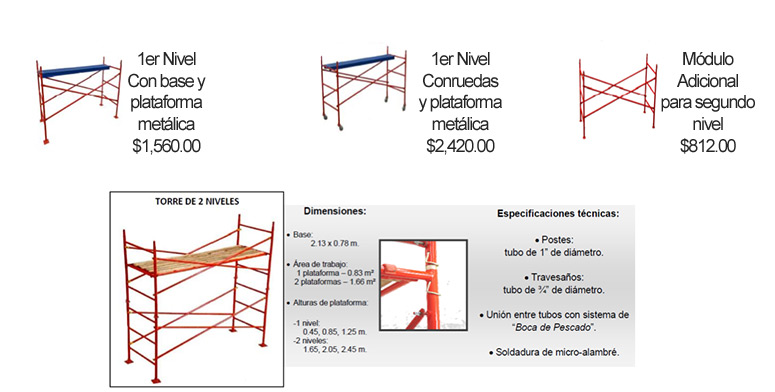 1er Nivel
Con base y
plataforma
metálica
$1,560.00
1er Nivel
Conruedas
y plataforma
metálica
$2,420.00
Módulo
Adicional
para segundo
nivel
$812.00
TORRE DE 2 NIVELES
Dimensiones:
• Base:
2.13 x 0.78 m.
• Área de trabajo:
1 plataforma – 0.83 m²
2 plataformas – 1.66 m²
• Alturas de plataforma:
-1 nivel:
0.45, 0.85, 1.25 m.
-2 niveles:
1.65, 2.05, 2.45 m.
Especificaciones técnicas:
• Postes:
tubo de 1" de diámetro.
• Travesaños:
tubo de ¾" de diámetro.
• Unión entre tubos con sistema de
"Boca de Pescado".
• Soldadura de micro-alambré.